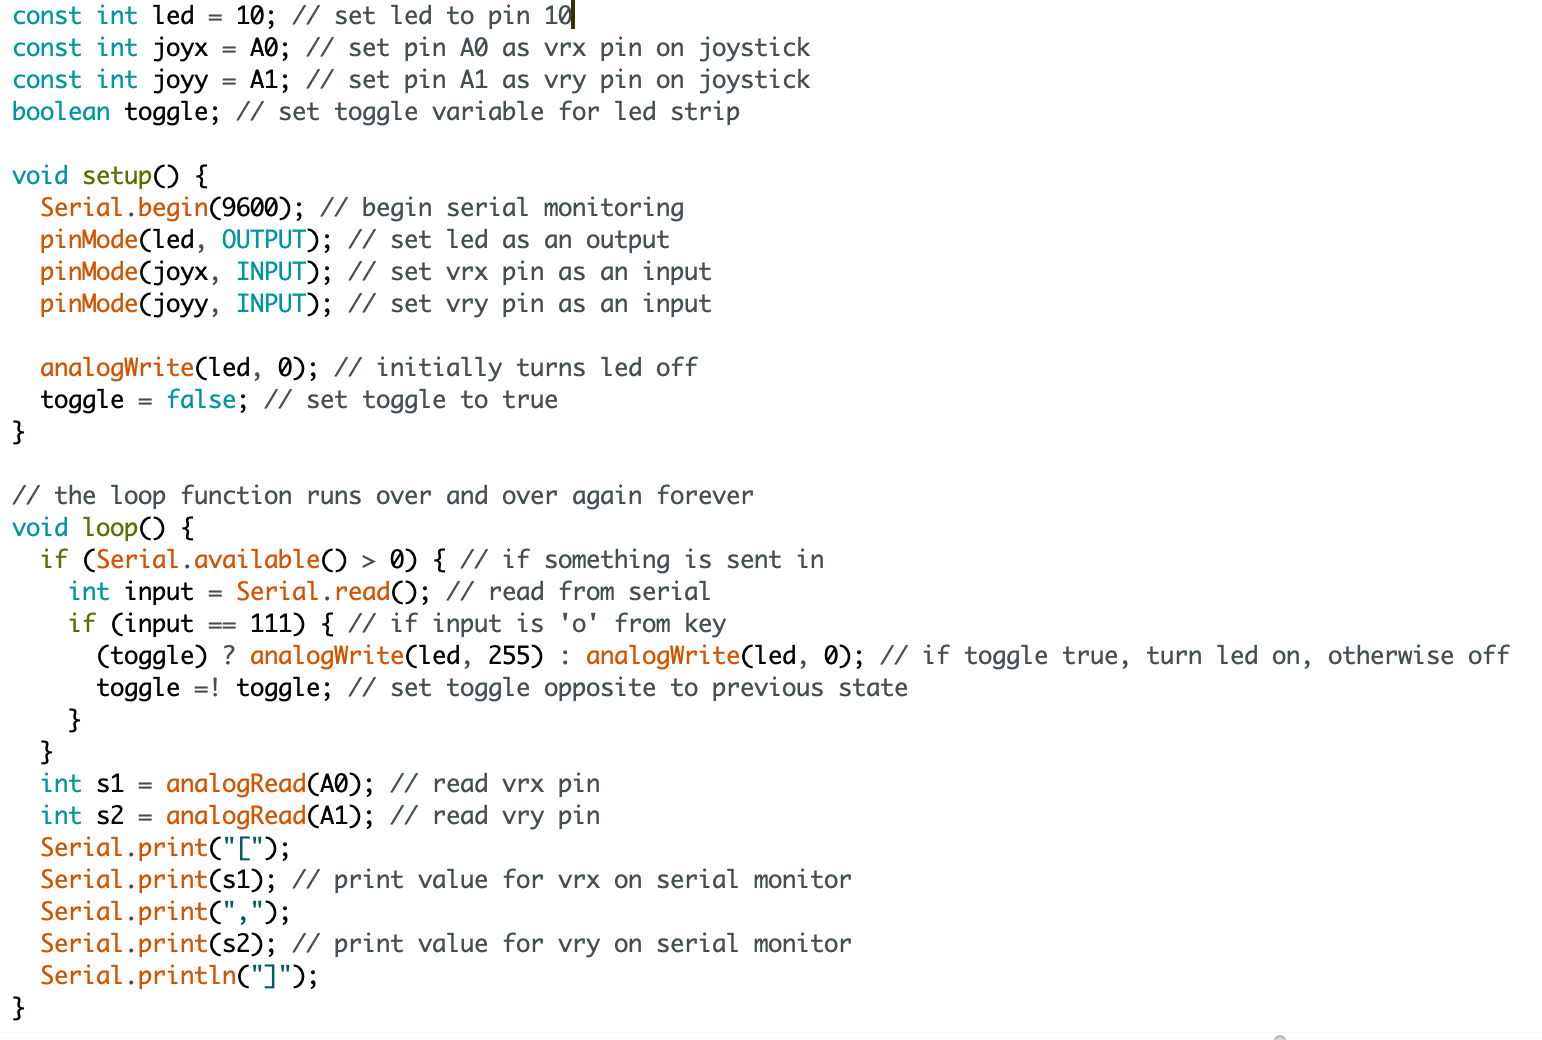 const int led = 10; // set led to pin 10
const int joyx = A0; // set pin A0 as vrx pin on joystick
const int joyy = A1; // set pin A1 as vry pin on joystick
boolean toggle; // set toggle variable for led strip
void setup() {
Serial.begin(9600); // begin serial monitoring
pinMode(led, OUTPUT); // set led as an output
pinMode(joyx, INPUT); // set vrx pin as an input
pinMode(joyy, INPUT); // set vry pin as an input
analogWrite(led, 0); // initially turns led off
toggle = false; // set toggle to true
}
// the loop function runs over and over again forever
void loop() {
if (Serial.available() > 0) { // if something is sent in
int input = Serial.read(); // read from serial
if (input == 111) { // if input is 'o' from key
(toggle) ? analogWrite(led, 255) : analogWrite(led, 0); // if toggle true, turn led on, otherwise off
toggle =! toggle; // set toggle opposite to previous state
}
}
int s1 = analogRead(A0); // read vrx pin
int s2 = analogRead(A1); // read vry pin
Serial.print("[");
Serial.print(s1); // print value for vrx on serial monitor
Serial.print(",");
Serial.print(s2); // print value for vry on serial monitor
Serial.println("]");
}